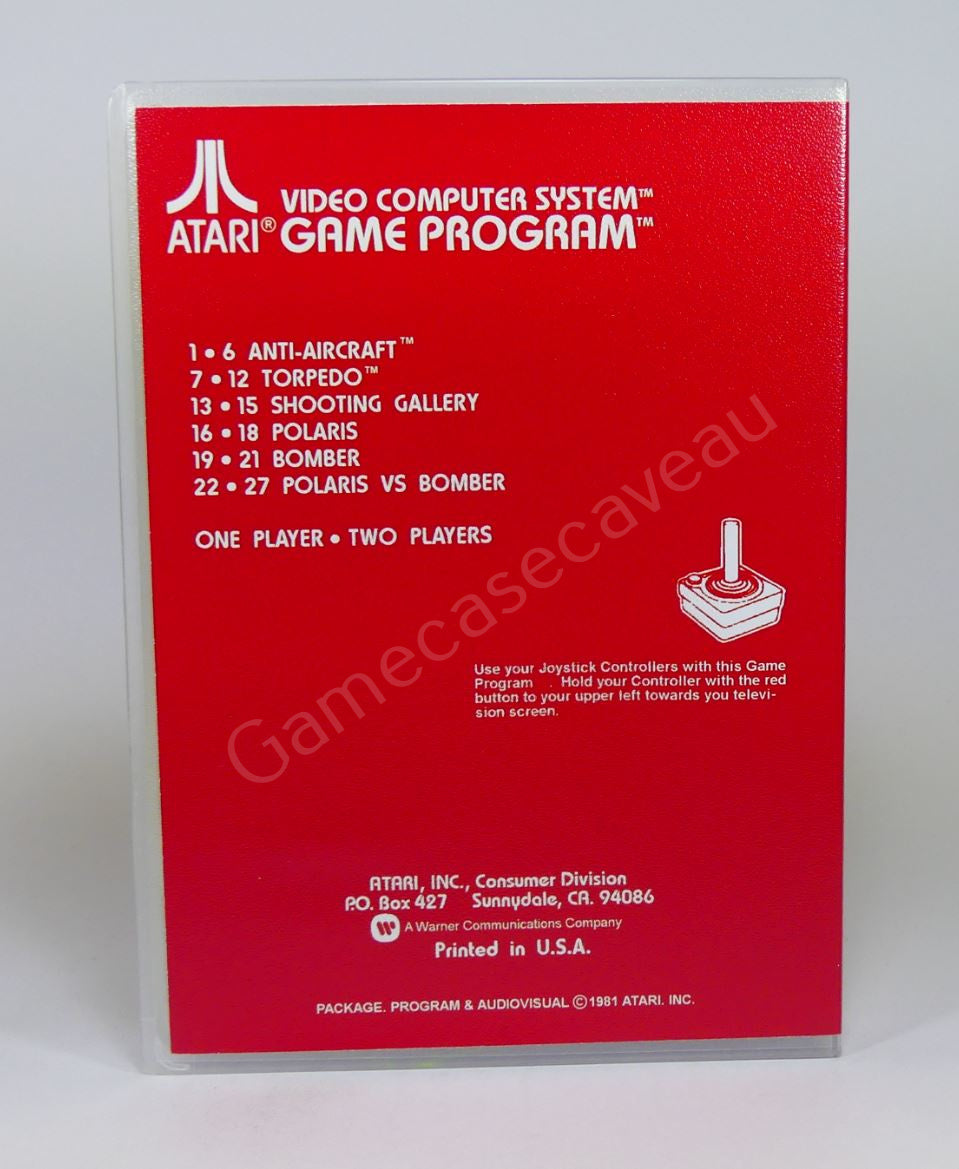 VIDEO COMPUTER SYSTEM™
ATARI® GAME PROGRAM™
1 • 6 ANTI-AIRCRAFT™
7 • 12 TORPEDO™
13 • 15 SHOOTING GALLERY
16 • 18 POLARIS
19 • 21 BOMBER
22 • 27 POLARIS VS BOMBER
ONE PLAYER • TWO PLAYERS
Use your Joystick Controllers with this Game
Program . Hold your Controller with the red
button to your upper left towards you televi-
sion screen.
Gamecasecaveau
ATARI, INC., Consumer Division
P.O. Box 427 Sunnydale, CA. 94086
A Warner Communications Company
Printed in U.S.A.
PACKAGE. PROGRAM & AUDIOVISUAL ©1981 ATARI. INC.